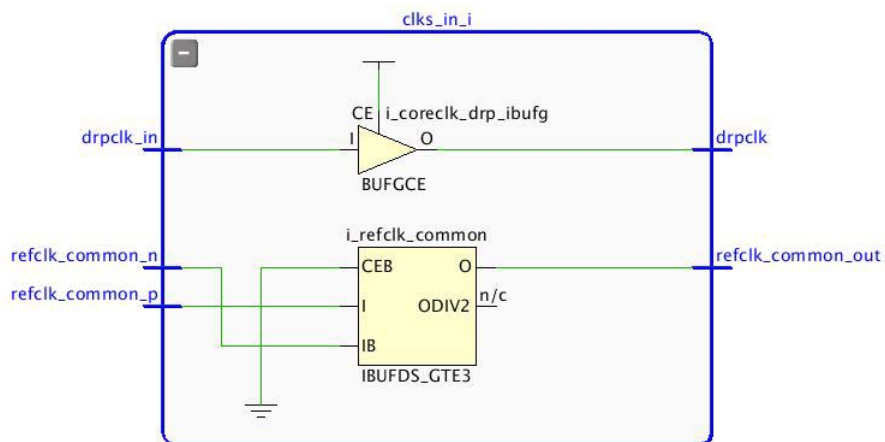 clks_in_i
CE i_coreclk_drp_ibufg
drpclk_in I O drpclk
BUFGCE
i_refclk_common
refclk_common_n CEB O refclk_common_out
refclk_common_p I ODIV2 n/c
IB
IBUFDS_GTE3